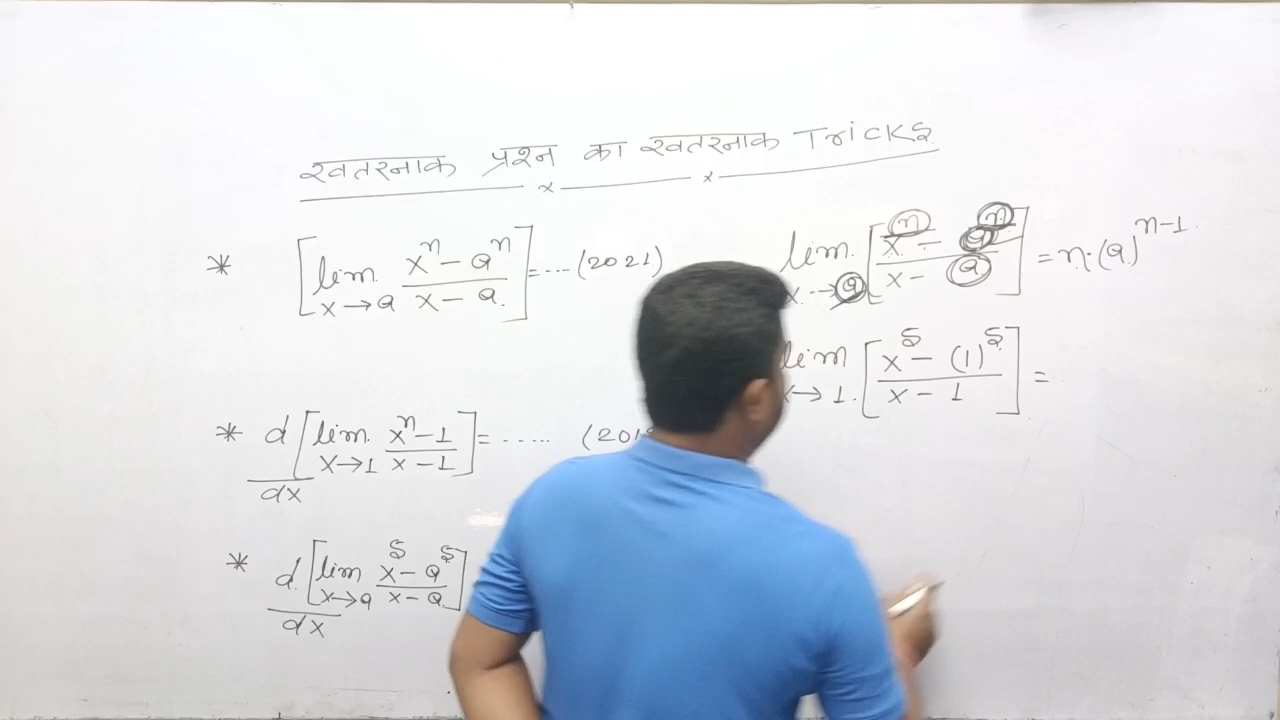 खतरनाक प्रश्न का खतरनाक Tricks
* [lim x→a (xⁿ - aⁿ)/(x - a)] = ... (2021)
* d/dx [lim x→1 (xⁿ - 1)/(x - 1)] = .....
* d/dx [lim x→a (x⁵ - a⁵)/(x - a)]
lim x→a [(xⁿ - aⁿ)/(x - a)] = n·(a)ⁿ⁻¹
lim x→1 [(x⁵ - (1)⁵)/(x - 1)] =